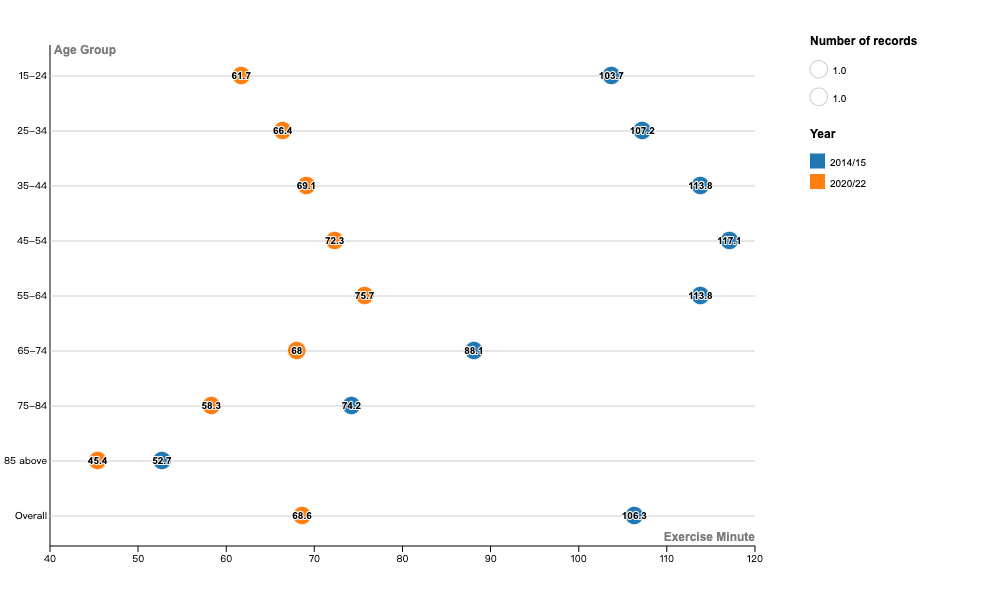 Age Group
15–24 61.7 103.7
25–34 66.4 107.2
35–44 69.1 113.8
45–54 72.3 117.1
55–64 75.7 113.8
65–74 68 88.1
75–84 58.3 74.2
85 above 45.4 52.7
Overall 68.6 106.3
Exercise Minute
40 50 60 70 80 90 100 110 120
Number of records
1.0
1.0
Year
2014/15
2020/22